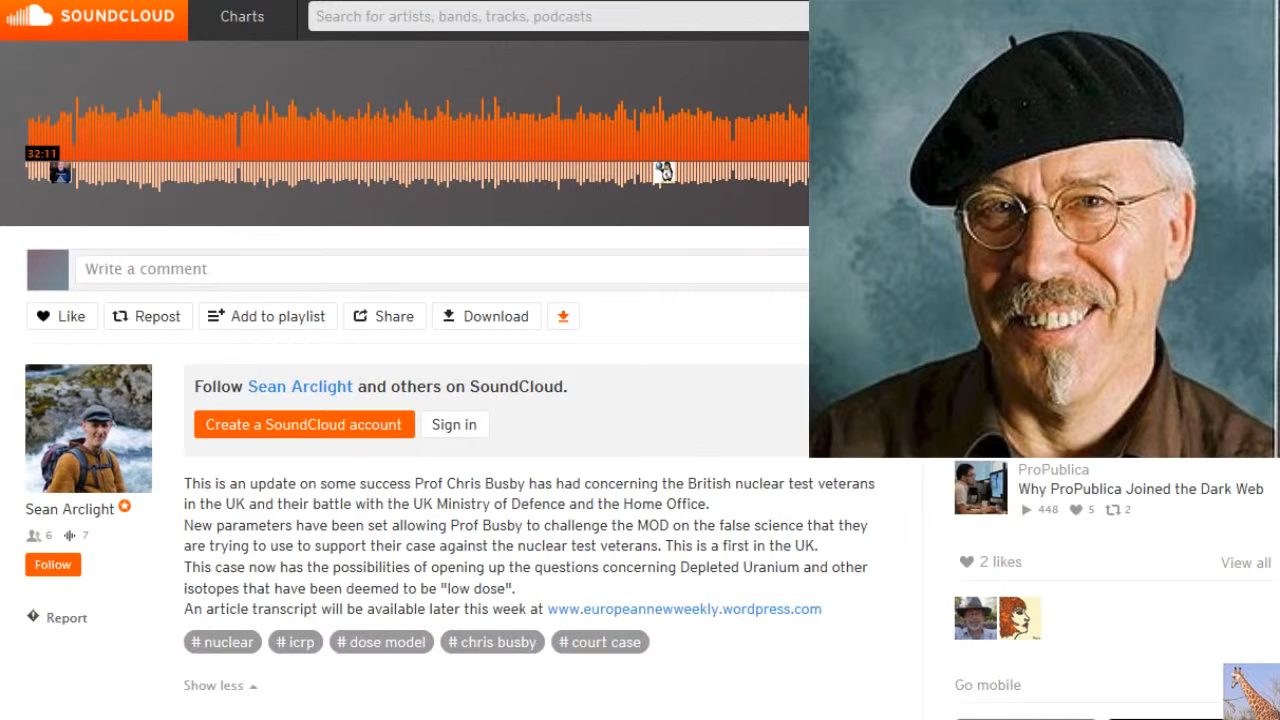 SOUNDCLOUD
Charts
Search for artists, bands, tracks, podcasts
32:11
Write a comment
Like
Repost
Add to playlist
Share
Download
Follow Sean Arclight and others on SoundCloud.
Create a SoundCloud account
Sign in
Sean Arclight
6
7
Follow
Report
This is an update on some success Prof Chris Busby has had concerning the British nuclear test veterans
in the UK and their battle with the UK Ministry of Defence and the Home Office.
New parameters have been set allowing Prof Busby to challenge the MOD on the false science that they
are trying to use to support their case against the nuclear test veterans. This is a first in the UK.
This case now has the possibilities of opening up the questions concerning Depleted Uranium and other
isotopes that have been deemed to be "low dose".
An article transcript will be available later this week at www.europeannewweekly.wordpress.com
# nuclear
# icrp
# dose model
# chris busby
# court case
Show less
ProPublica
Why ProPublica Joined the Dark Web
448
5
2
2 likes
View all
Go mobile